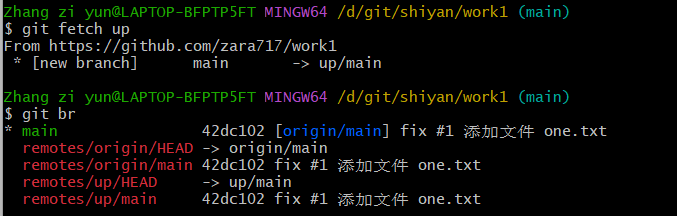 Zhang zi yun@LAPTOP-BFPTP5FT MINGW64 /d/git/shiyan/work1 (main)
$ git fetch up
From https://github.com/zara717/work1
 * [new branch]      main       -> up/main

Zhang zi yun@LAPTOP-BFPTP5FT MINGW64 /d/git/shiyan/work1 (main)
$ git br
* main                42dc102 [origin/main] fix #1 添加文件 one.txt
  remotes/origin/HEAD -> origin/main
  remotes/origin/main 42dc102 fix #1 添加文件 one.txt
  remotes/up/HEAD     -> up/main
  remotes/up/main     42dc102 fix #1 添加文件 one.txt